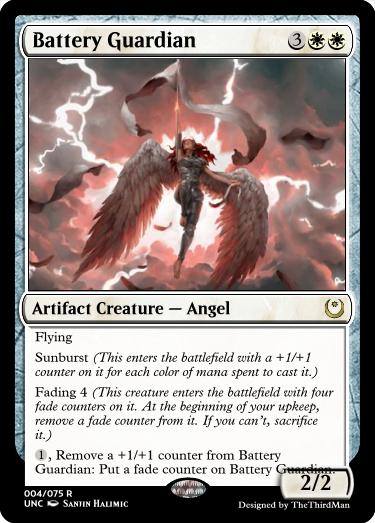 Battery Guardian 3
Artifact Creature — Angel
Flying
Sunburst (This enters the battlefield with a +1/+1
counter on it for each color of mana spent to cast it.)
Fading 4 (This creature enters the battlefield with four
fade counters on it. At the beginning of your upkeep,
remove a fade counter from it. If you can't, sacrifice
it.)
1, Remove a +1/+1 counter from Battery
Guardian: Put a fade counter on Battery Guardian.
2/2
004/075 R
UNC SANJIN HALIMIC
Designed by TheThirdMan